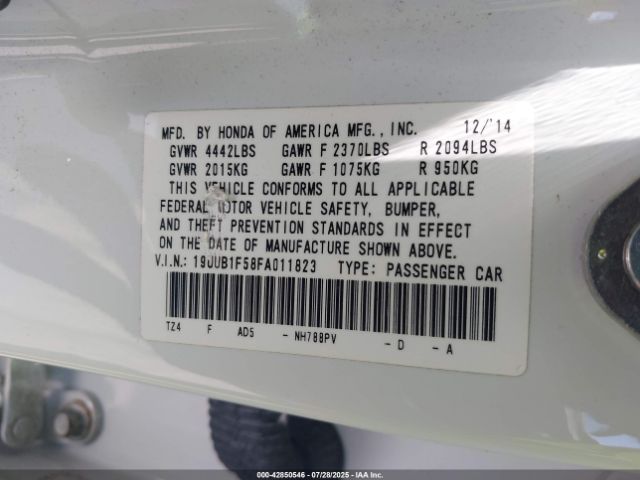 MFD. BY HONDA OF AMERICA MFG., INC. 12/'14
GVWR 4442LBS GAWR F 2370LBS R 2094LBS
GVWR 2015KG GAWR F 1075KG R 950KG
THIS VEHICLE CONFORMS TO ALL APPLICABLE
FEDERAL MOTOR VEHICLE SAFETY, BUMPER,
AND THEFT PREVENTION STANDARDS IN EFFECT
ON THE DATE OF MANUFACTURE SHOWN ABOVE.
V.I.N.: 19UUB1F58FA011823 TYPE: PASSENGER CAR
TZ4 F AD5 - NH788PV - D - A
000-42850546 - 07/28/2025 - IAA Inc.